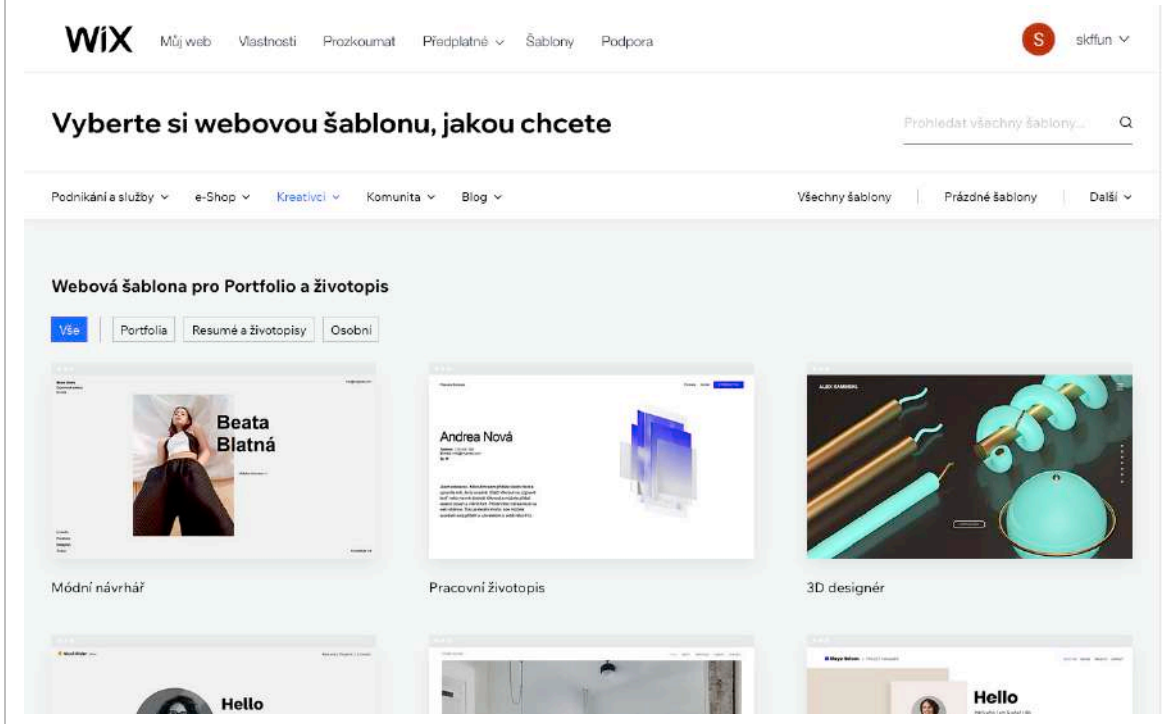 WiX Můj web Vlastnosti Prozkoumat Předplatné Šablony Podpora S skffun
Vyberte si webovou šablonu, jakou chcete
Prohledat všechny šablony...
Podnikání a služby e-Shop Kreativci Komunita Blog Všechny šablony Prázdné šablony Další
Webová šablona pro Portfolio a životopis
Vše Portfolia Resumé a životopisy Osobní
ALEX KAMINSKI
Beata
Blatná
Andrea Nová
Módní návrhář Pracovní životopis 3D designér
Hello
Hello